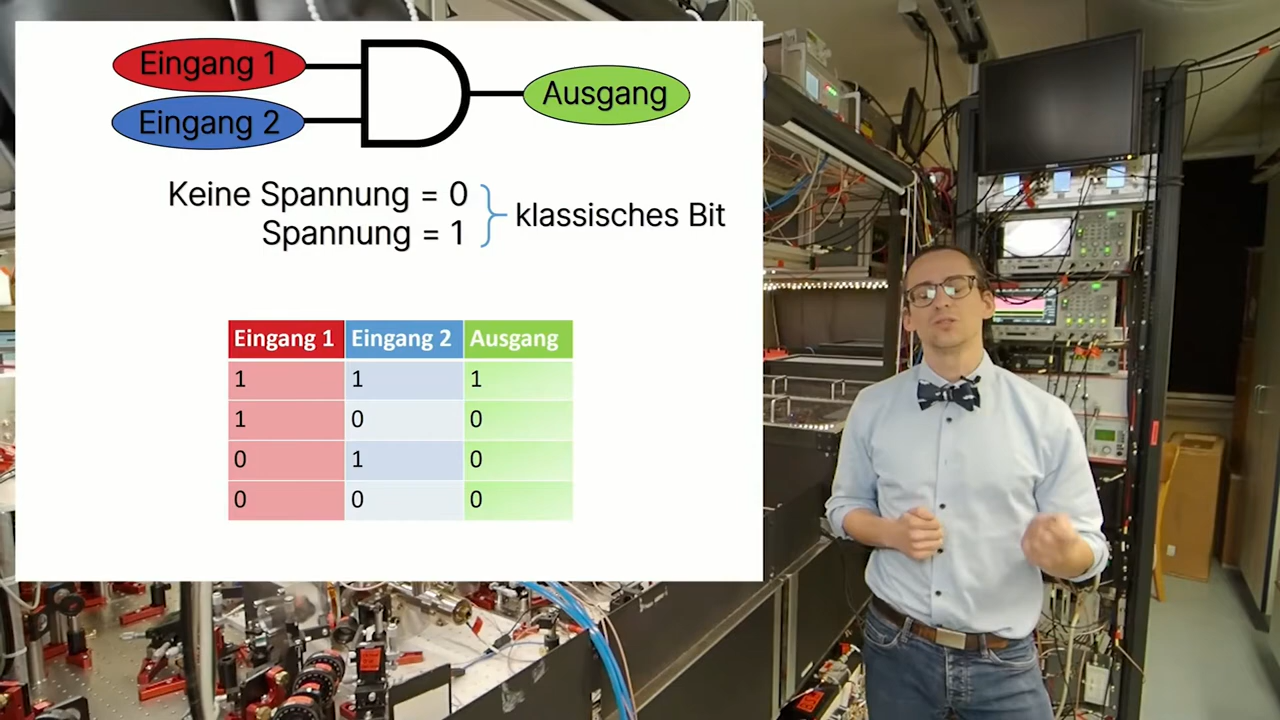 Eingang 1
Eingang 2
Ausgang
Keine Spannung = 0
Spannung = 1
klassisches Bit
Eingang 1 Eingang 2 Ausgang
1 1 1
1 0 0
0 1 0
0 0 0